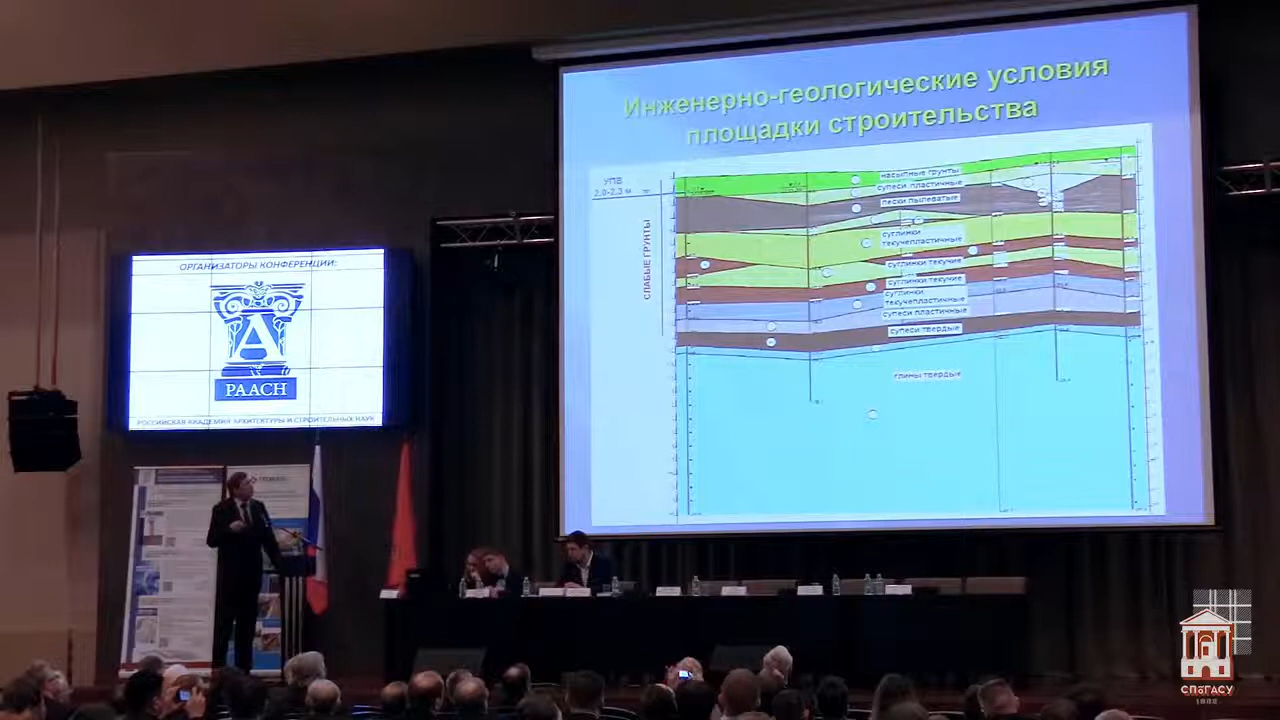 Инженерно-геологические условия
площадки строительства
УПВ
2,0-2,3 м
СЛАБЫЕ ГРУНТЫ
насыпные грунты
супеси пластичные
пески пылеватые
суглинки
текучепластичные
суглинки текучие
суглинки текучие
суглинки
текучепластичные
супеси пластичные
супеси твердые
глины твердые
ОРГАНИЗАТОРЫ КОНФЕРЕНЦИИ:
А
РААСН
РОССИЙСКАЯ АКАДЕМИЯ АРХИТЕКТУРЫ И СТРОИТЕЛЬНЫХ НАУК
СПбГАСУ
1832